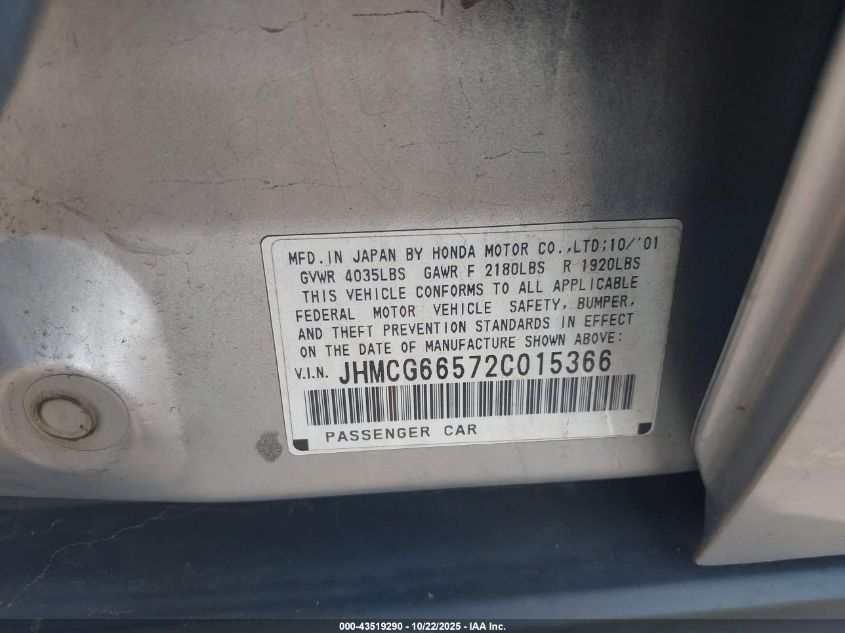 MFD. IN JAPAN BY HONDA MOTOR CO.,LTD;10/'01
GVWR 4035LBS GAWR F 2180LBS R 1920LBS
THIS VEHICLE CONFORMS TO ALL APPLICABLE
FEDERAL MOTOR VEHICLE SAFETY, BUMPER,
AND THEFT PREVENTION STANDARDS IN EFFECT
ON THE DATE OF MANUFACTURE SHOWN ABOVE:
V.I.N. JHMCG66572C015366
PASSENGER CAR
000-43519290 - 10/22/2025 - IAA Inc.